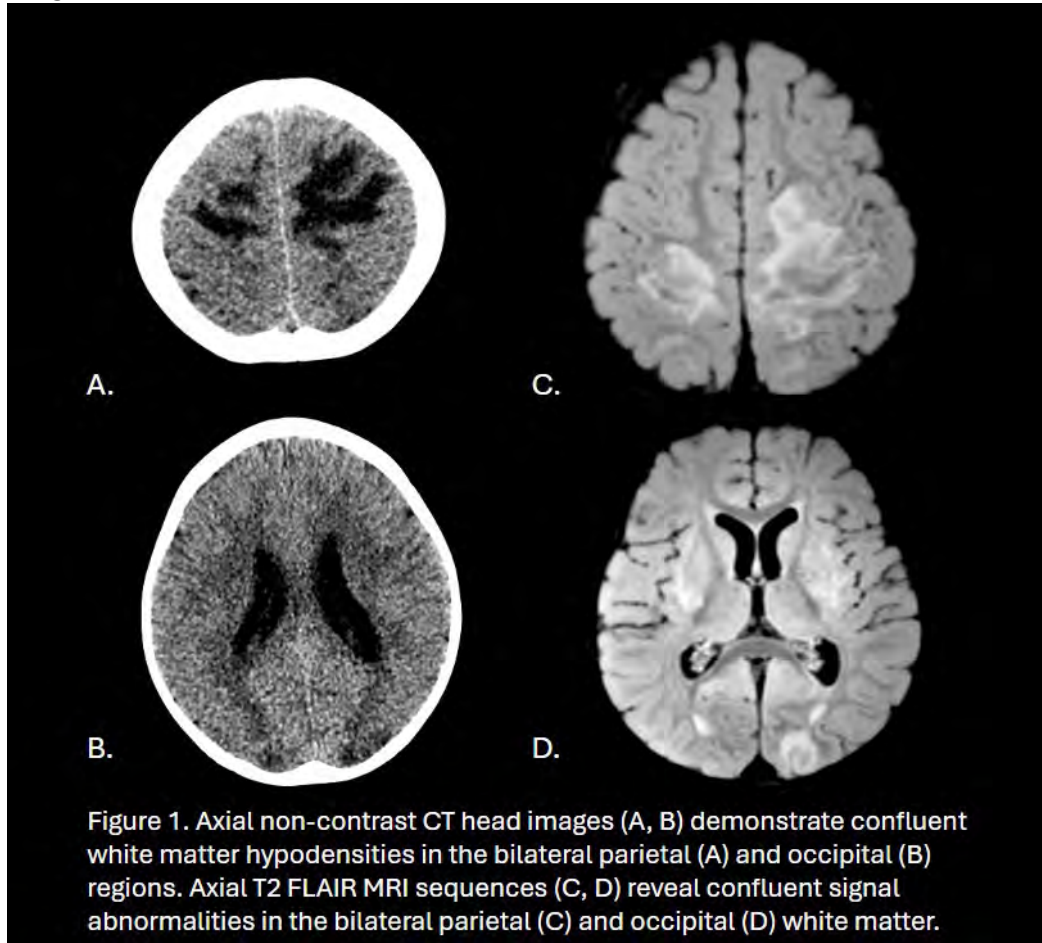 A.
C.
B.
D.
Figure 1. Axial non-contrast CT head images (A, B) demonstrate confluent
white matter hypodensities in the bilateral parietal (A) and occipital (B)
regions. Axial T2 FLAIR MRI sequences (C, D) reveal confluent signal
abnormalities in the bilateral parietal (C) and occipital (D) white matter.